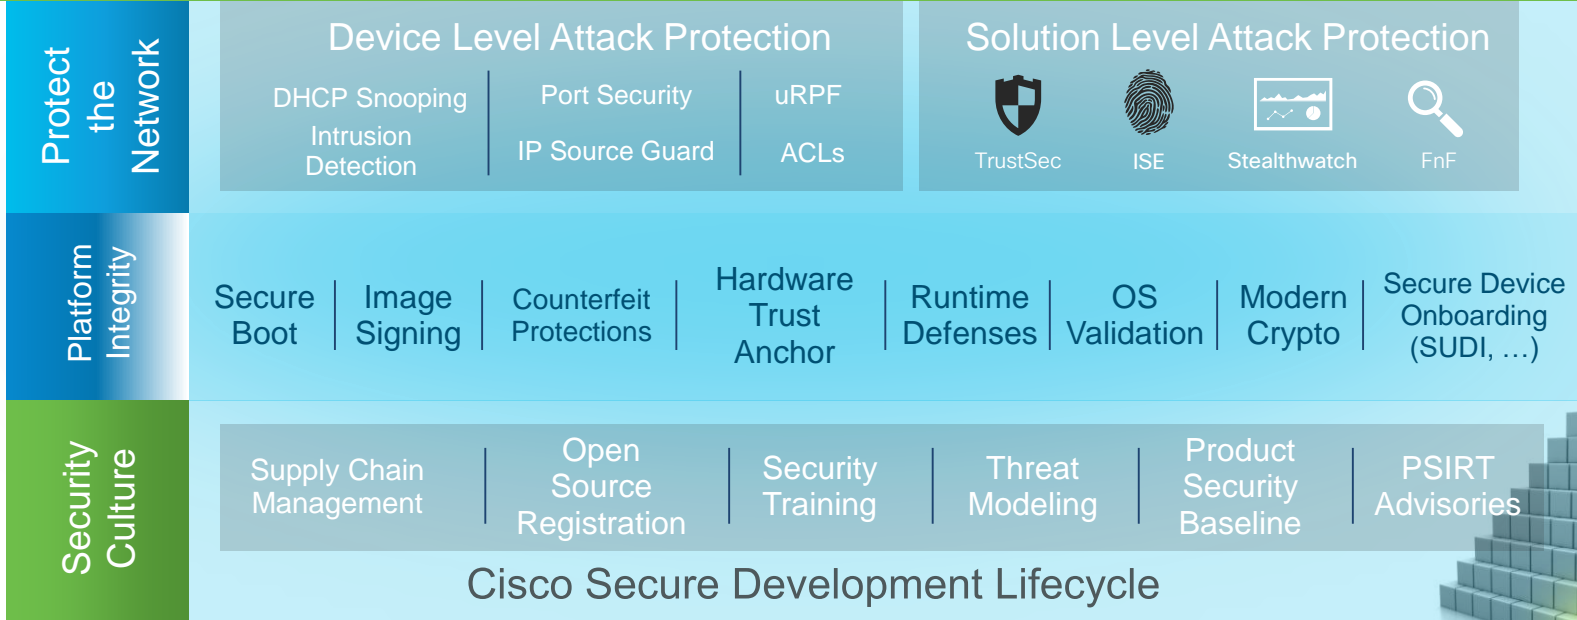 Protect
the
Network
Device Level Attack Protection
DHCP Snooping
Intrusion
Detection
Port Security
IP Source Guard
uRPF
ACLs
Solution Level Attack Protection
TrustSec
ISE
Stealthwatch
FnF
Platform
Integrity
Secure
Boot
Image
Signing
Counterfeit
Protections
Hardware
Trust
Anchor
Runtime
Defenses
OS
Validation
Modern
Crypto
Secure Device
Onboarding
(SUDI, …)
Security
Culture
Supply Chain
Management
Open
Source
Registration
Security
Training
Threat
Modeling
Product
Security
Baseline
PSIRT
Advisories
Cisco Secure Development Lifecycle